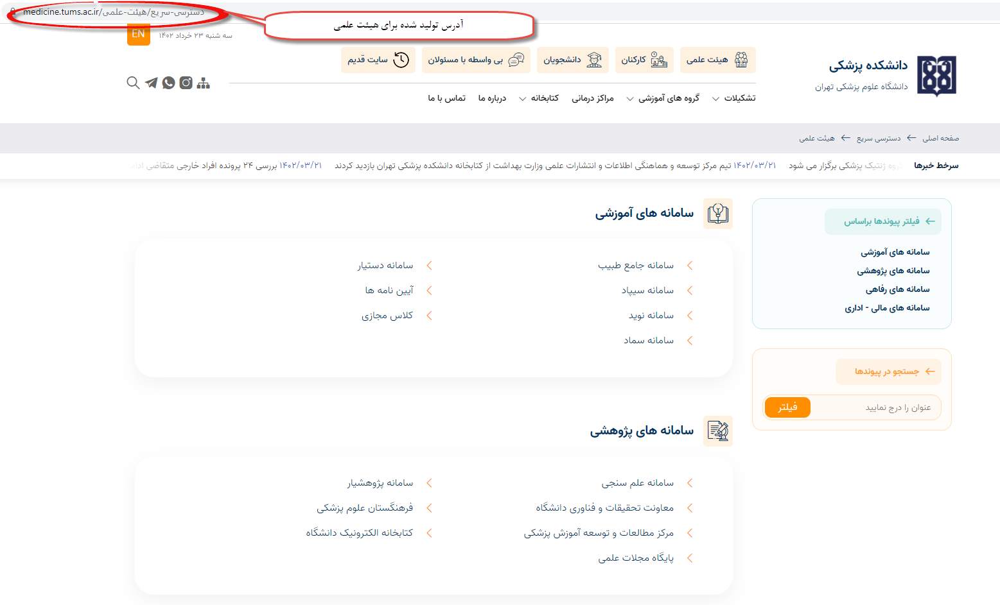 medicine.tums.ac.ir/دسترسی-سریع/هیئت-علمی
آدرس تولید شده برای هیئت علمی
EN
سه شنبه ۲۳ خرداد ۱۴۰۲
دانشکده پزشکی
دانشگاه علوم پزشکی تهران
هیئت علمی
کارکنان
دانشجویان
بی واسطه با مسئولان
سایت قدیم
تشکیلات
گروه های آموزشی
مراکز درمانی
کتابخانه
درباره ما
تماس با ما
صفحه اصلی ← دسترسی سریع ← هیئت علمی
سرخط خبرها
گروه ژنتیک پزشکی برگزار می شود
۱۴۰۲/۰۳/۲۱ تیم مرکز توسعه و هماهنگی اطلاعات و انتشارات علمی وزارت بهداشت از کتابخانه دانشکده پزشکی تهران بازدید کردند
۱۴۰۲/۰۳/۲۱ بررسی ۲۴ پرونده افراد خارجی متقاضی
فیلتر پیوندها براساس
سامانه های آموزشی
سامانه های پژوهشی
سامانه های رفاهی
سامانه های مالی - اداری
جستجو در پیوندها
عنوان را درج نمایید
فیلتر
سامانه های آموزشی
سامانه جامع طبیب
سامانه دستیار
سامانه سیپاد
آیین نامه ها
سامانه نوید
کلاس مجازی
سامانه سماد
سامانه های پژوهشی
سامانه علم سنجی
سامانه پژوهشیار
معاونت تحقیقات و فناوری دانشگاه
فرهنگستان علوم پزشکی
مرکز مطالعات و توسعه آموزش پزشکی
کتابخانه الکترونیک دانشگاه
پایگاه مجلات علمی